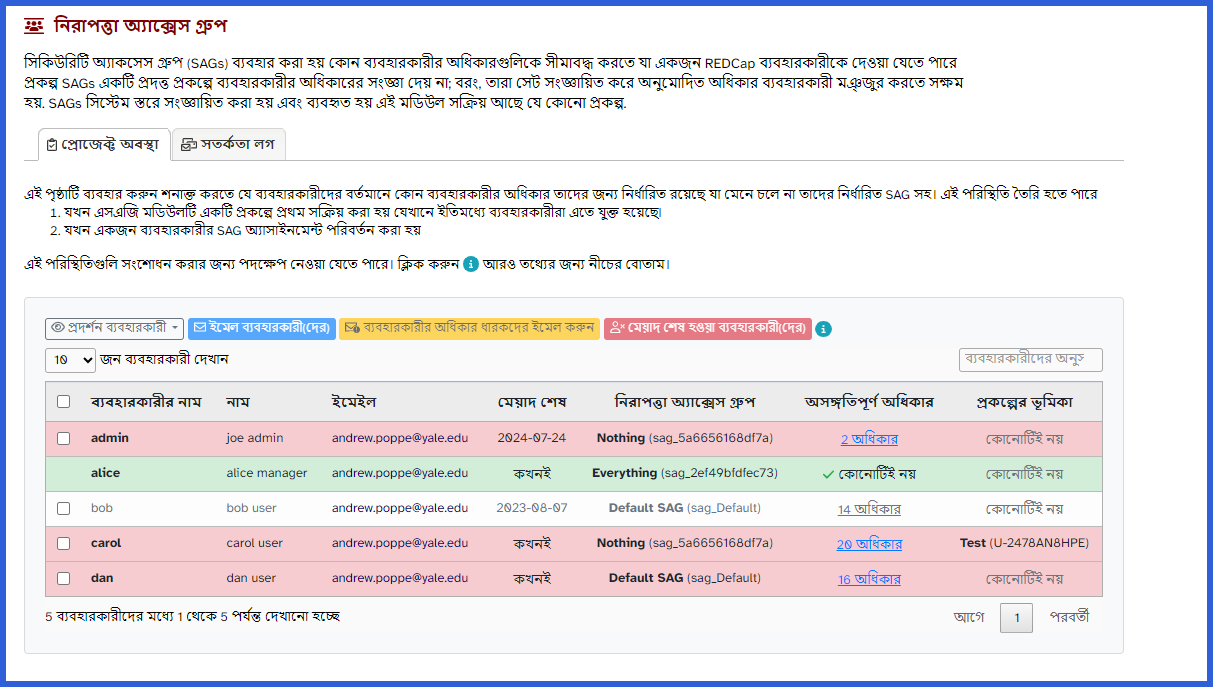 নিরাপত্তা অ্যাক্সেস গ্রুপ
সিকিউরিটি অ্যাকসেস গ্রুপ (SAGs) ব্যবহার করা হয় কোন ব্যবহারকারীর অধিকারগুলিকে সীমাবদ্ধ করতে যা একজন REDCap ব্যবহারকারীকে দেওয়া যেতে পারে
প্রকল্প SAGs একটি প্রদত্ত প্রকল্পে ব্যবহারকারীর অধিকারের সংজ্ঞা দেয় না; বরং, তারা সেট সংজ্ঞায়িত করে অনুমোদিত অধিকার ব্যবহারকারী মঞ্জুর করতে সক্ষম
হয়. SAGs সিস্টেম স্তরে সংজ্ঞায়িত করা হয় এবং ব্যবহৃত হয় এই মডিউল সক্রিয় আছে যে কোনো প্রকল্প.
প্রোজেক্ট অবস্থা সতর্কতা লগ
এই পৃষ্ঠাটি ব্যবহার করুন শনাক্ত করতে যে ব্যবহারকারীদের বর্তমানে কোন ব্যবহারকারীর অধিকার তাদের জন্য নির্ধারিত রয়েছে যা মেনে চলে না তাদের নির্ধারিত SAG সহ। এই পরিস্থিতি তৈরি হতে পারে
1. যখন এসএজি মডিউলটি একটি প্রকল্পে প্রথম সক্রিয় করা হয় যেখানে ইতিমধ্যে ব্যবহারকারীরা এতে যুক্ত হয়েছে৷
2. যখন একজন ব্যবহারকারীর SAG অ্যাসাইনমেন্ট পরিবর্তন করা হয়
এই পরিস্থিতিগুলি সংশোধন করার জন্য পদক্ষেপ নেওয়া যেতে পারে। ক্লিক করুন আরও তথ্যের জন্য নীচের বোতাম।
প্রদর্শন ব্যবহারকারী ইমেল ব্যবহারকারী(দের) ব্যবহারকারীর অধিকার ধারকদের ইমেল করুন মেয়াদ শেষ হওয়া ব্যবহারকারী(দের)
10 জন ব্যবহারকারী দেখান ব্যবহারকারীদের অনুস
ব্যবহারকারীর নাম নাম ইমেইল মেয়াদ শেষ নিরাপত্তা অ্যাক্সেস গ্রুপ অসঙ্গতিপূর্ণ অধিকার প্রকল্পের ভূমিকা
admin joe admin andrew.poppe@yale.edu 2024-07-24 Nothing (sag_5a6656168df7a) 2 অধিকার কোনোটিই নয়
alice alice manager andrew.poppe@yale.edu কখনই Everything (sag_2ef49bfdfec73) ✓ কোনোটিই নয় কোনোটিই নয়
bob bob user andrew.poppe@yale.edu 2023-08-07 Default SAG (sag_Default) 14 অধিকার কোনোটিই নয়
carol carol user andrew.poppe@yale.edu কখনই Nothing (sag_5a6656168df7a) 20 অধিকার Test (U-2478AN8HPE)
dan dan user andrew.poppe@yale.edu কখনই Default SAG (sag_Default) 16 অধিকার কোনোটিই নয়
5 ব্যবহারকারীদের মধ্যে 1 থেকে 5 পর্যন্ত দেখানো হচ্ছে আগে 1 পরবর্তী